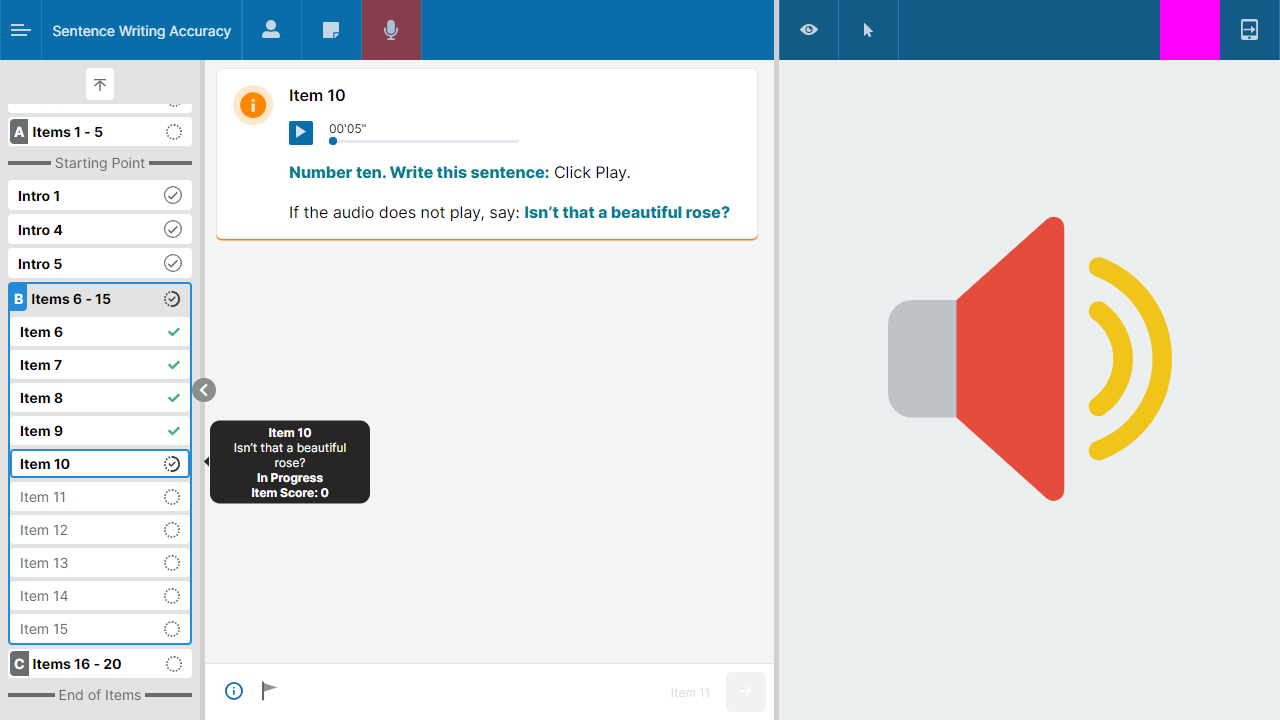 Sentence Writing Accuracy
A Items 1 - 5
Starting Point
Intro 1
Intro 4
Intro 5
B Items 6 - 15
Item 6
Item 7
Item 8
Item 9
Item 10
Item 11
Item 12
Item 13
Item 14
Item 15
C Items 16 - 20
End of Items
Item 10
00'05"
Number ten. Write this sentence: Click Play.
If the audio does not play, say: Isn’t that a beautiful rose?
Item 10
Isn’t that a beautiful
rose?
In Progress
Item Score: 0
Item 11